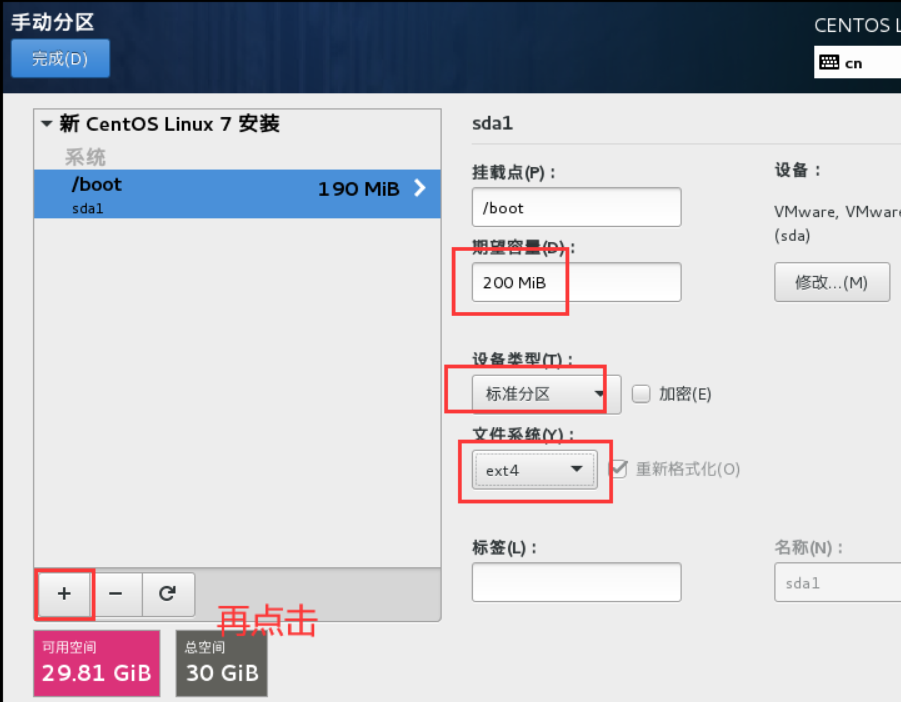 手动分区
完成(D)
CENTOS L
cn
新 CentOS Linux 7 安装
系统
/boot
190 MiB
sda1
sda1
挂载点(P)：
/boot
期望容量(D)：
200 MiB
设备类型(T)：
标准分区
加密(E)
文件系统(Y)：
ext4
重新格式化(O)
标签(L)：
设备：
VMware, VMware
(sda)
修改...(M)
名称(N)：
sda1
+
−
再点击
可用空间
29.81 GiB
总空间
30 GiB